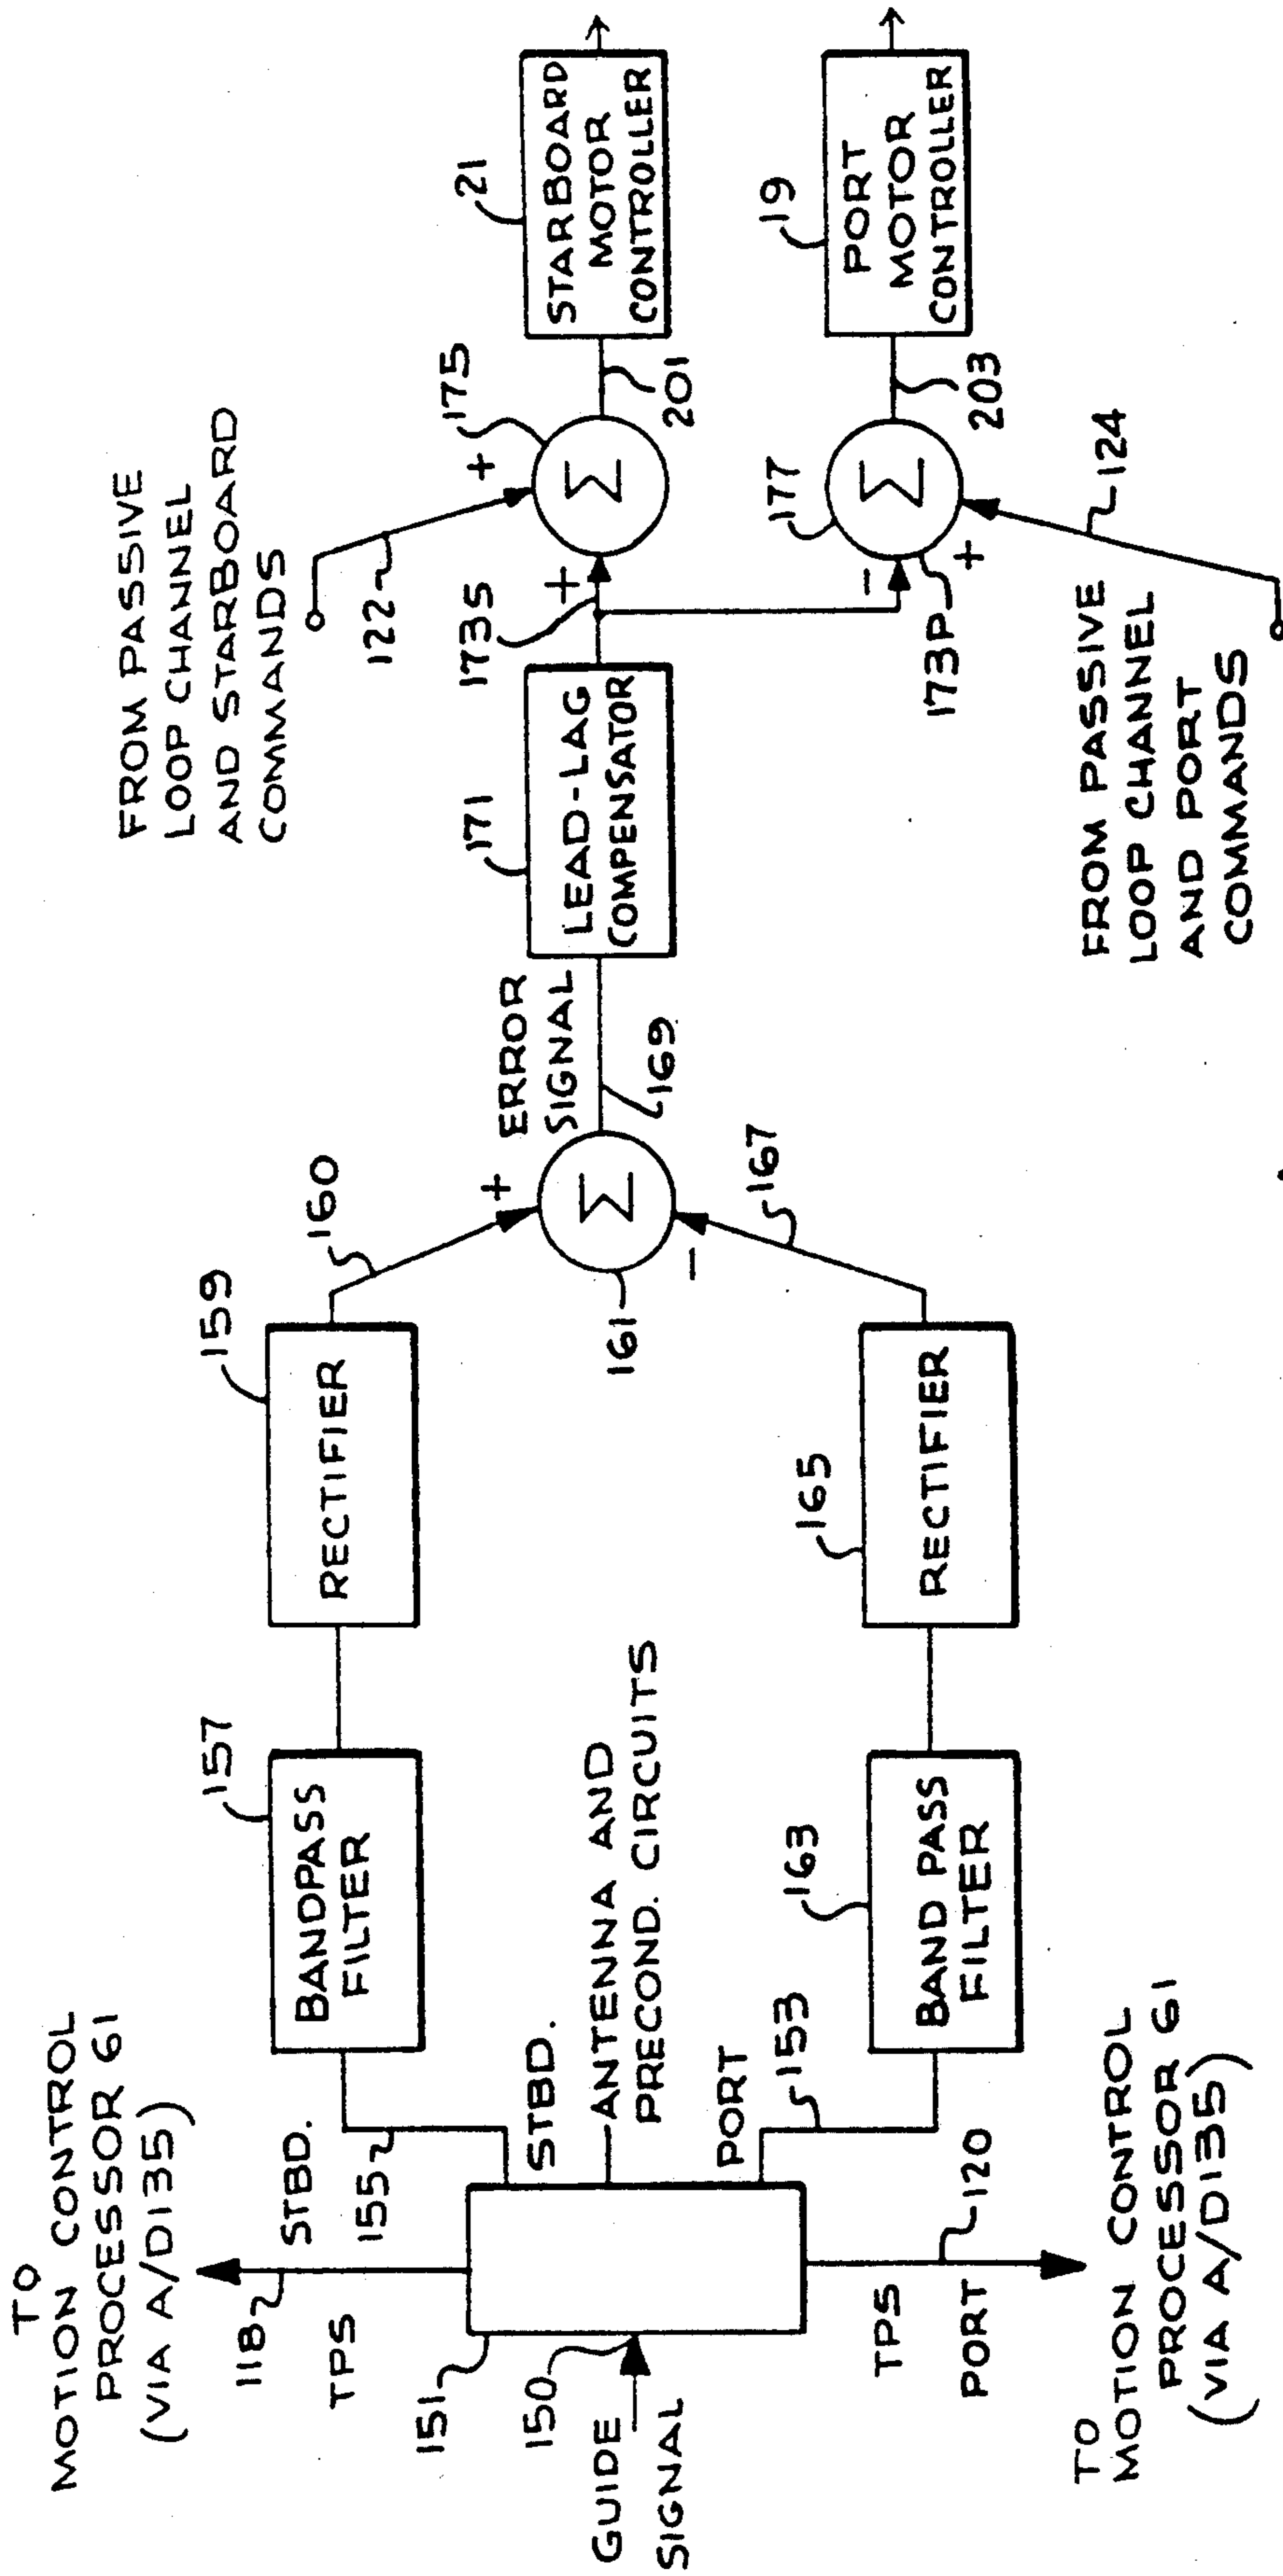 TO
MOTION CONTROL
PROCESSOR 61
(VIA A/D135)
118
TPS
STBD.
155
151
150
GUIDE
SIGNAL
STBD.
ANTENNA AND
PRECOND. CIRCUITS
PORT
153
TPS
PORT
120
TO
MOTION CONTROL
PROCESSOR 61
(VIA A/D135)
157
BANDPASS
FILTER
163
BAND PASS
FILTER
159
RECTIFIER
165
RECTIFIER
160
+
Σ
161
-
167
ERROR
SIGNAL
169
171
LEAD-LAG
COMPENSATOR
FROM PASSIVE
LOOP CHANNEL
AND STARBOARD
COMMANDS
122
173S
+
+
175
Σ
201
21
STARBOARD
MOTOR
CONTROLLER
-
173P
+
177
Σ
203
124
FROM PASSIVE
LOOP CHANNEL
AND PORT
COMMANDS
19
PORT
MOTOR
CONTROLLER